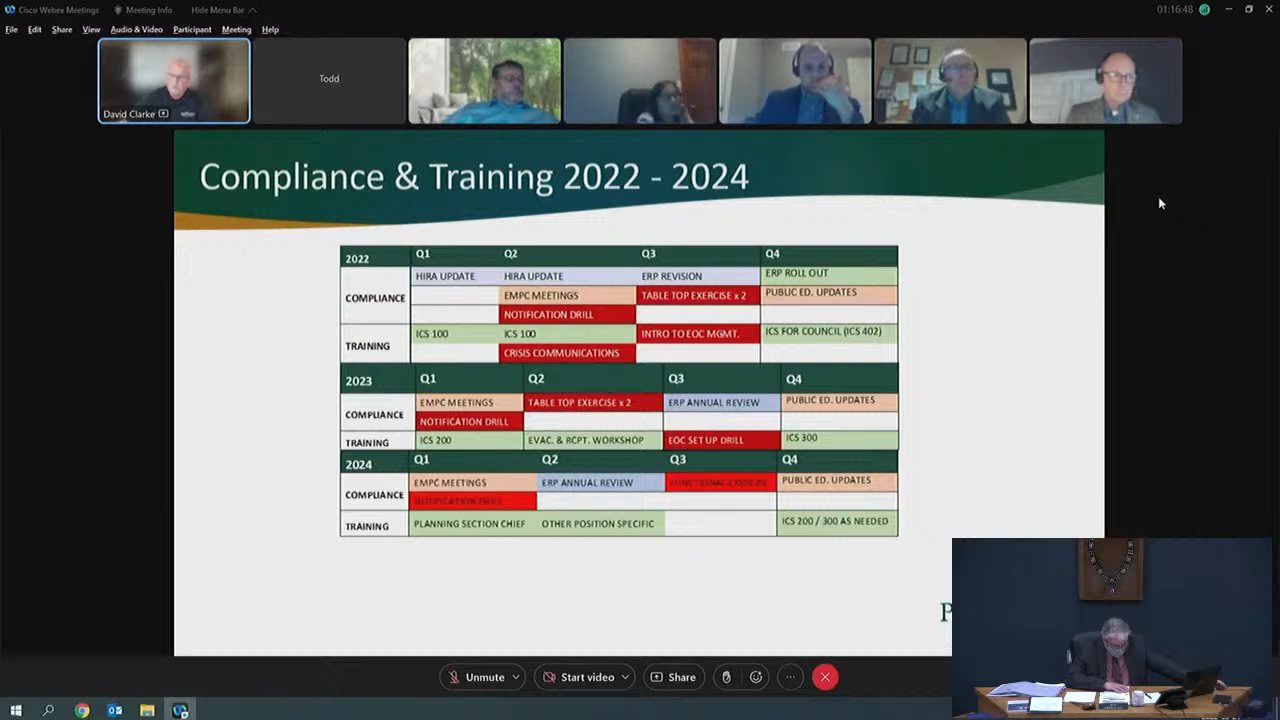 Cisco Webex Meetings Meeting Info Hide Menu Bar 01:16:48
File Edit Share View Audio & Video Participant Meeting Help
Todd
David Clarke
Compliance & Training 2022 - 2024
2022 Q1 Q2 Q3 Q4
HIRA UPDATE HIRA UPDATE ERP REVISION ERP ROLL OUT
COMPLIANCE EMPC MEETINGS TABLE TOP EXERCISE x 2 PUBLIC ED. UPDATES
NOTIFICATION DRILL
TRAINING ICS 100 ICS 100 INTRO TO EOC MGMT. ICS FOR COUNCIL (ICS 402)
CRISIS COMMUNICATIONS
2023 Q1 Q2 Q3 Q4
COMPLIANCE EMPC MEETINGS TABLE TOP EXERCISE x 2 ERP ANNUAL REVIEW PUBLIC ED. UPDATES
NOTIFICATION DRILL
TRAINING ICS 200 EVAC. & RCPT. WORKSHOP EOC SET UP DRILL ICS 300
2024 Q1 Q2 Q3 Q4
COMPLIANCE EMPC MEETINGS ERP ANNUAL REVIEW FUNCTIONAL EXERCISE PUBLIC ED. UPDATES
NOTIFICATION DRILL
TRAINING PLANNING SECTION CHIEF OTHER POSITION SPECIFIC ICS 200 / 300 AS NEEDED
P
Unmute Start video Share